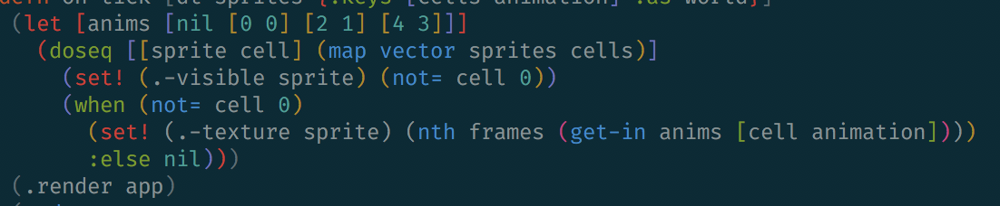 defn on-tick [dt sprites {:keys [cells animation] :as world}]
(let [anims [nil [0 0] [2 1] [4 3]]]
(doseq [[sprite cell] (map vector sprites cells)]
(set! (.-visible sprite) (not= cell 0))
(when (not= cell 0)
(set! (.-texture sprite) (nth frames (get-in anims [cell animation])))
:else nil)))
(.render app)